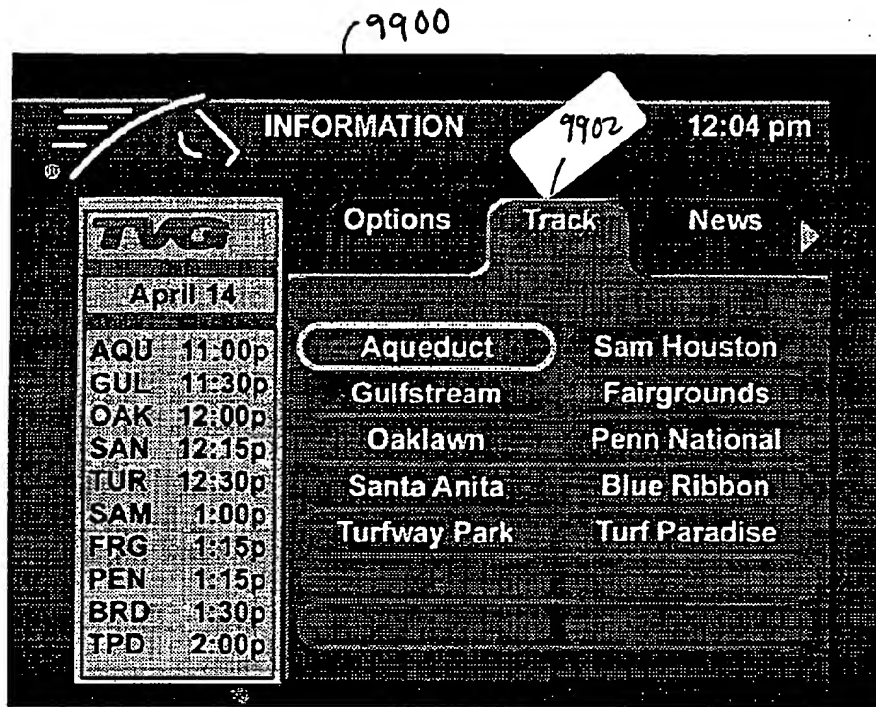 9900
INFORMATION
9902
12:04 pm
Options
Track
News
TVG
April 14
AQU 11:00p
GUL 11:30p
OAK 12:00p
SAN 12:15p
TUR 12:30p
SAM 1:00p
FRG 1:15p
PEN 1:15p
BRD 1:30p
TPD 2:00p
Aqueduct Sam Houston
Gulfstream Fairgrounds
Oaklawn Penn National
Santa Anita Blue Ribbon
Turfway Park Turf Paradise